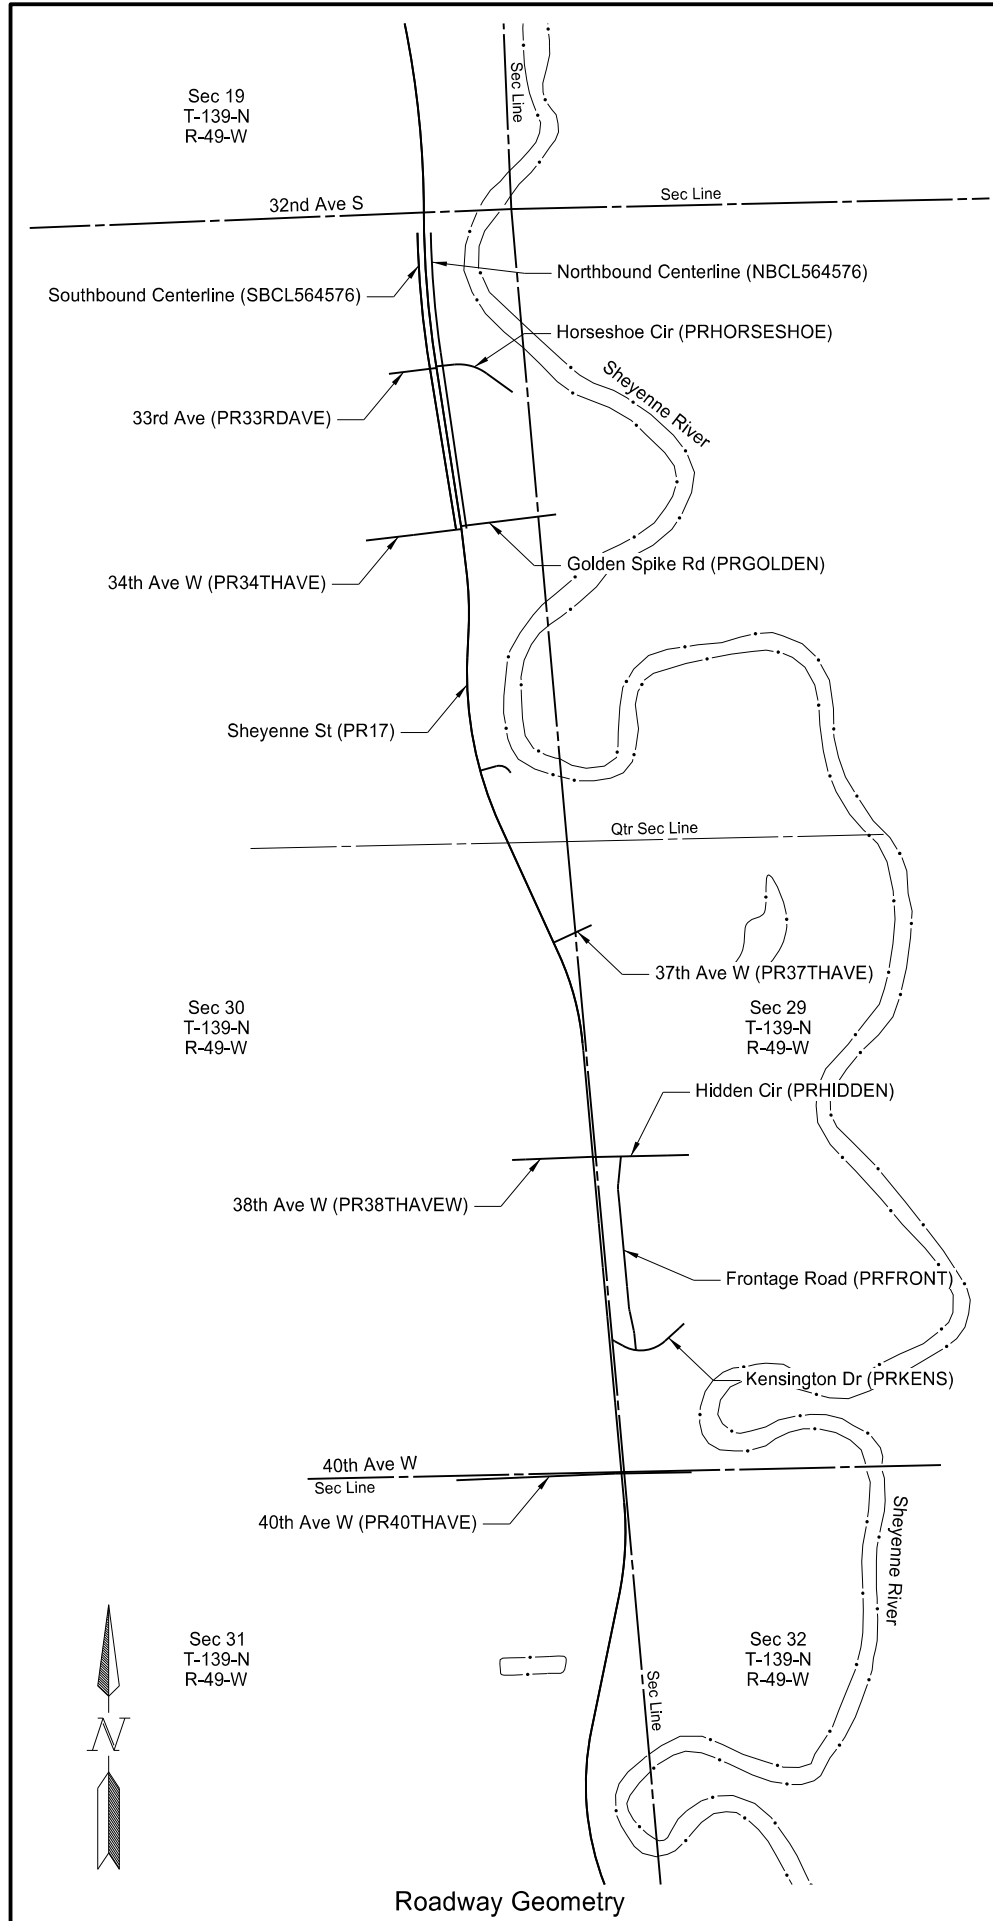 Sec Line
Sec 19
T-139-N
R-49-W
32nd Ave S
Sec Line
Northbound Centerline (NBCL564576)
Southbound Centerline (SBCL564576)
Horseshoe Cir (PRHORSESHOE)
Sheyenne River
33rd Ave (PR33RDAVE)
Golden Spike Rd (PRGOLDEN)
34th Ave W (PR34THAVE)
Sheyenne St (PR17)
Qtr Sec Line
37th Ave W (PR37THAVE)
Sec 30
T-139-N
R-49-W
Sec 29
T-139-N
R-49-W
Hidden Cir (PRHIDDEN)
38th Ave W (PR38THAVEW)
Frontage Road (PRFRONT)
Kensington Dr (PRKENS)
40th Ave W
Sec Line
40th Ave W (PR40THAVE)
Sheyenne River
Sec 31
T-139-N
R-49-W
Sec 32
T-139-N
R-49-W
Sec Line
N
Roadway Geometry